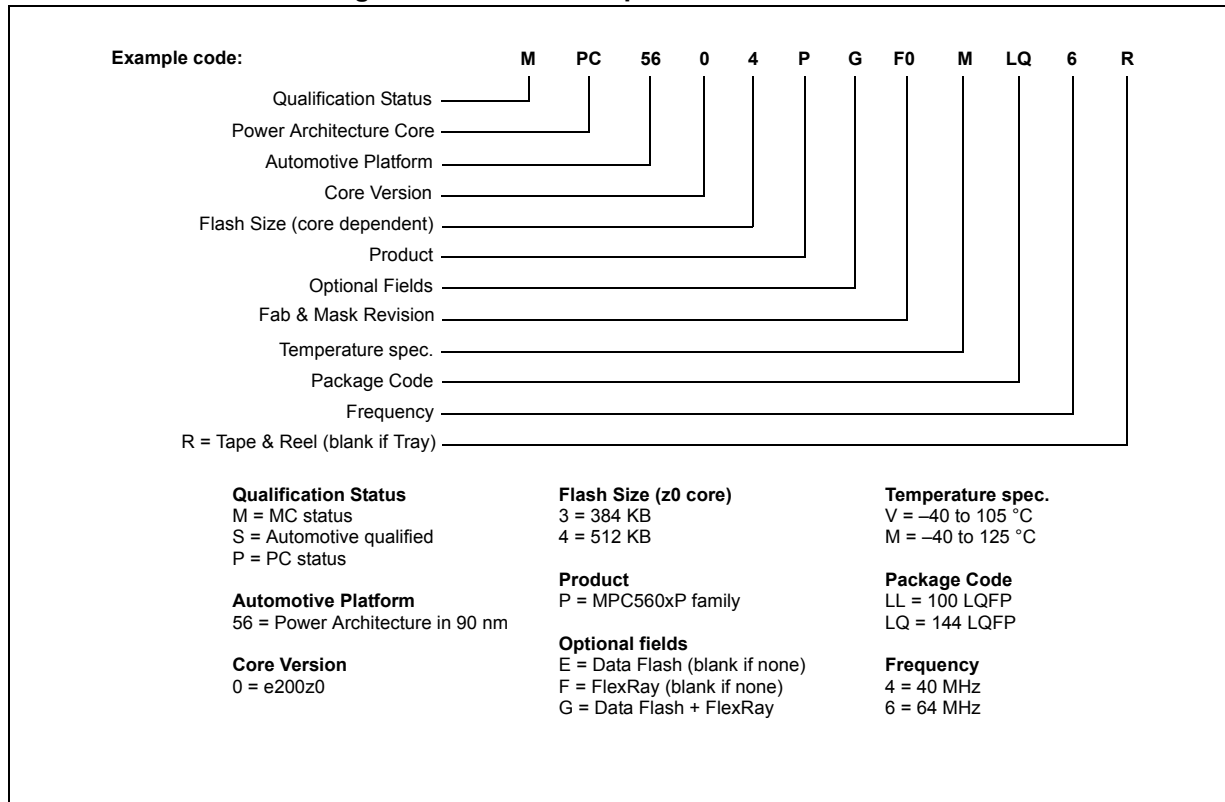 Example code: M PC 56 0 4 P G F0 M LQ 6 R
Qualification Status
Power Architecture Core
Automotive Platform
Core Version
Flash Size (core dependent)
Product
Optional Fields
Fab & Mask Revision
Temperature spec.
Package Code
Frequency
R = Tape & Reel (blank if Tray)
Qualification Status
M = MC status
S = Automotive qualified
P = PC status
Automotive Platform
56 = Power Architecture in 90 nm
Core Version
0 = e200z0
Flash Size (z0 core)
3 = 384 KB
4 = 512 KB
Product
P = MPC560xP family
Optional fields
E = Data Flash (blank if none)
F = FlexRay (blank if none)
G = Data Flash + FlexRay
Temperature spec.
V = –40 to 105 °C
M = –40 to 125 °C
Package Code
LL = 100 LQFP
LQ = 144 LQFP
Frequency
4 = 40 MHz
6 = 64 MHz